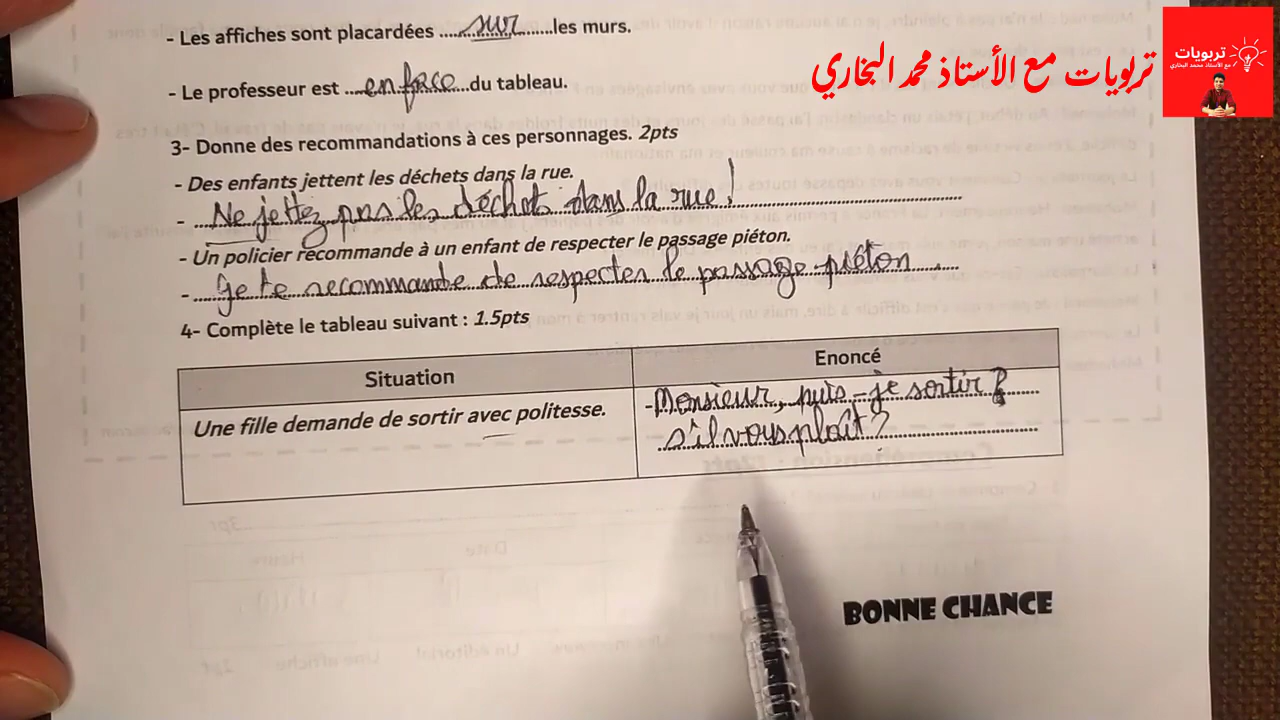 - Les affiches sont placardées ....sur....les murs.
تربويات
مع الأستاذ محمد البخاري
تربويات مع الأستاذ محمد البخاري
- Le professeur est ....en face...du tableau.
3- Donne des recommandations à ces personnages. 2pts
- Des enfants jettent les déchets dans la rue.
- Ne jettez pas les déchets dans la rue !
- Un policier recommande à un enfant de respecter le passage piéton.
- Je te recommande de respecter le passage piéton.
4- Complète le tableau suivant : 1.5pts
Situation
Enoncé
Une fille demande de sortir avec politesse.
-Monsieur, puis-je sortir
s'il vous plaît ?
BONNE CHANCE